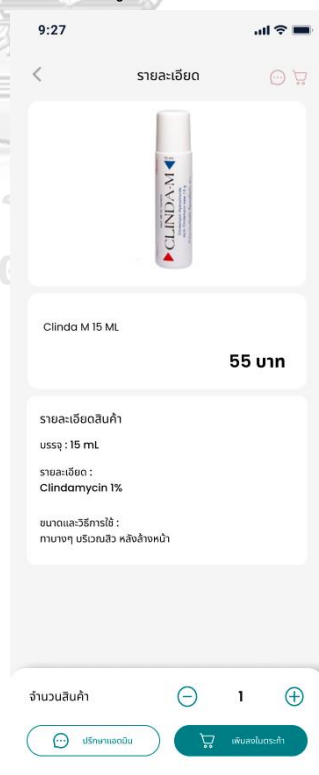 9:27
รายละเอียด
CLINDA-M
Clinda M 15 ML
55 บาท
รายละเอียดสินค้า
บรรจุ : 15 mL
รายละเอียด :
Clindamycin 1%
ขนาดและวิธีการใช้ :
ทาบางๆ บริเวณสิว หลังล้างหน้า
จำนวนสินค้า
1
ปรึกษาแอดมิน
เพิ่มลงในตระก้า